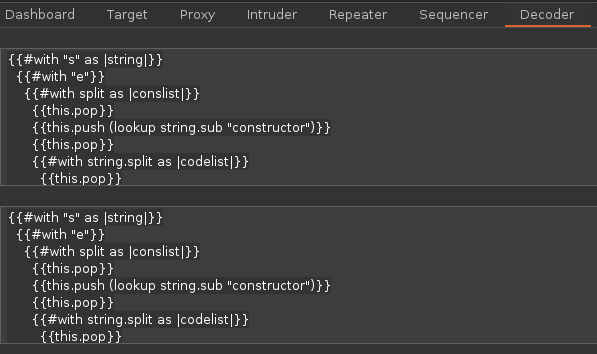 Dashboard Target Proxy Intruder Repeater Sequencer Decoder
{{#with "s" as |string|}}
{{#with "e"}}
{{#with split as |conslist|}}
{{this.pop}}
{{this.push (lookup string.sub "constructor")}}
{{this.pop}}
{{#with string.split as |codelist|}}
{{this.pop}}
{{#with "s" as |string|}}
{{#with "e"}}
{{#with split as |conslist|}}
{{this.pop}}
{{this.push (lookup string.sub "constructor")}}
{{this.pop}}
{{#with string.split as |codelist|}}
{{this.pop}}